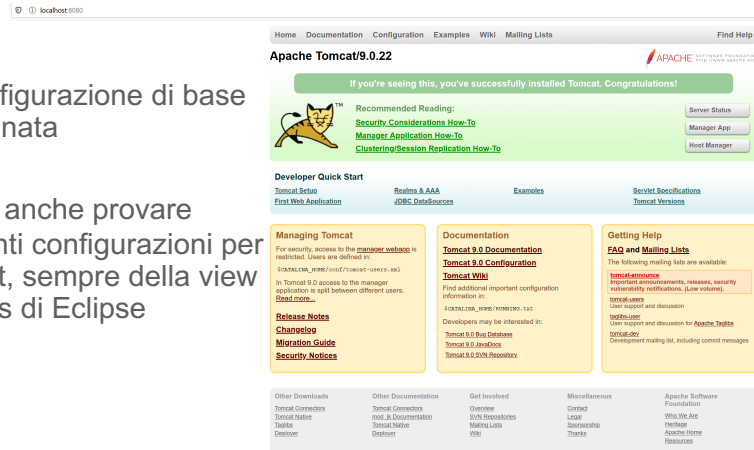 localhost:8080
figurazione di base
nata
anche provare
nti configurazioni per
t, sempre della view
s di Eclipse
Home Documentation Configuration Examples Wiki Mailing Lists Find Help
Apache Tomcat/9.0.22
APACHE SOFTWARE FOUNDATION
http://www.apache.org
If you're seeing this, you've successfully installed Tomcat. Congratulations!
TM
Recommended Reading:
Security Considerations How-To
Manager Application How-To
Clustering/Session Replication How-To
Server Status
Manager App
Host Manager
Developer Quick Start
Tomcat Setup
First Web Application
Realms & AAA
JDBC DataSources
Examples
Servlet Specifications
Tomcat Versions
Managing Tomcat
For security, access to the manager webapp is
restricted. Users are defined in:
$CATALINA_HOME/conf/tomcat-users.xml
In Tomcat 9.0 access to the manager
application is split between different users.
Read more...
Release Notes
Changelog
Migration Guide
Security Notices
Documentation
Tomcat 9.0 Documentation
Tomcat 9.0 Configuration
Tomcat Wiki
Find additional important configuration
information in:
$CATALINA_HOME/RUNNING.txt
Developers may be interested in:
Tomcat 9.0 Bug Database
Tomcat 9.0 JavaDocs
Tomcat 9.0 SVN Repository
Getting Help
FAQ and Mailing Lists
The following mailing lists are available:
tomcat-announce
Important announcements, releases, security
vulnerability notifications. (Low volume).
tomcat-users
User support and discussion
taglibs-user
User support and discussion for Apache Taglibs
tomcat-dev
Development mailing list, including commit messages
Other Downloads
Tomcat Connectors
Tomcat Native
Taglibs
Deployer
Other Documentation
Tomcat Connectors
mod_jk Documentation
Tomcat Native
Deployer
Get Involved
Overview
SVN Repositories
Mailing Lists
Wiki
Miscellaneous
Contact
Legal
Sponsorship
Thanks
Apache Software
Foundation
Who We Are
Heritage
Apache Home
Resources